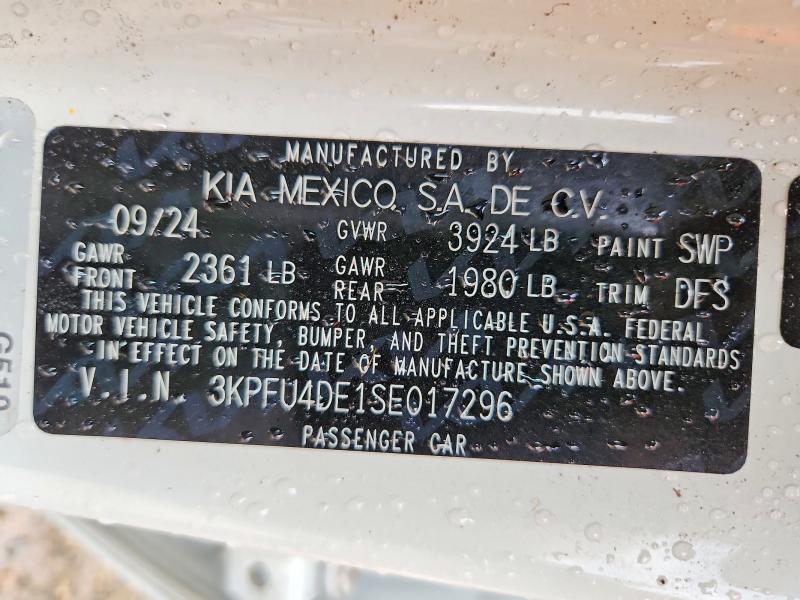 MANUFACTURED BY
KIA MEXICO, S.A. DE C.V.
09/24 GVWR 3924 LB PAINT SWP
GAWR FRONT 2361 LB GAWR REAR 1980 LB TRIM DFS
THIS VEHICLE CONFORMS TO ALL APPLICABLE U.S.A. FEDERAL
MOTOR VEHICLE SAFETY, BUMPER, AND THEFT PREVENTION STANDARDS
IN EFFECT ON THE DATE OF MANUFACTURE SHOWN ABOVE.
V.I.N. 3KPFU4DE1SE017296
PASSENGER CAR